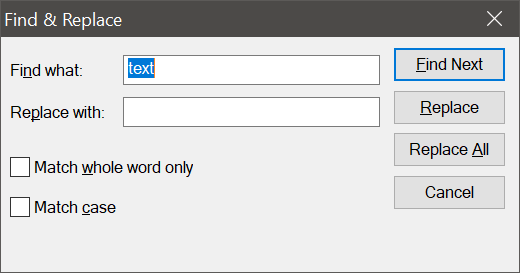 Find & Replace
Find what: text
Find Next
Replace with:
Replace
Match whole word only
Replace All
Cancel
Match case